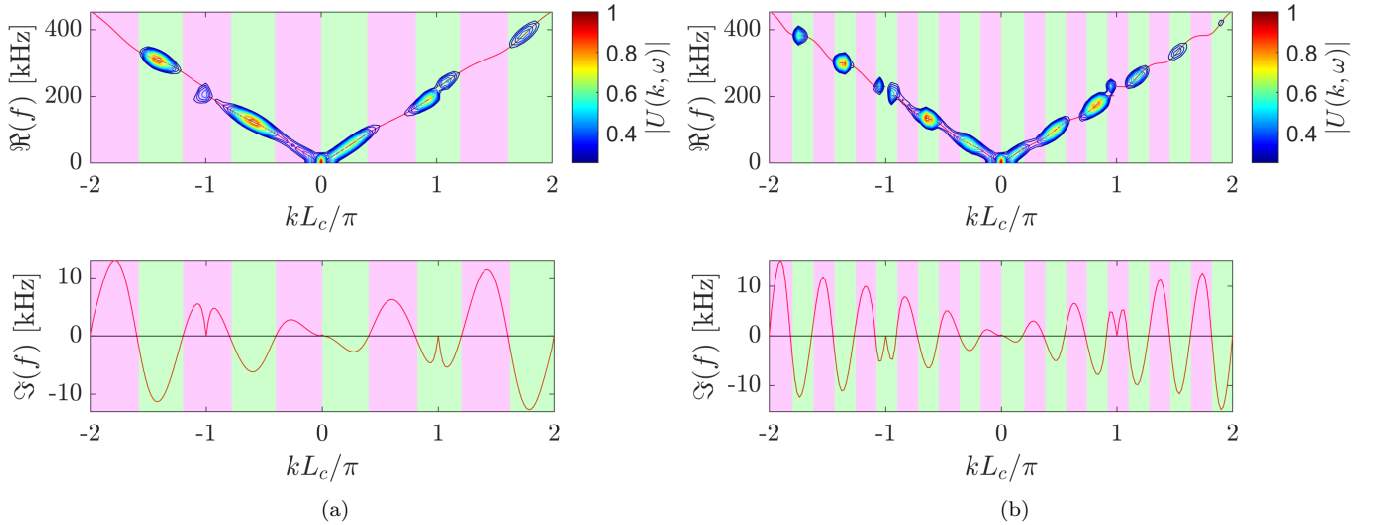 ℜ(f) [kHz]
400
200
0
-2 -1 0 1 2
kL_c/π
1
0.8
0.6
0.4
|U(k, ω)|
ℑ(f) [kHz]
10
0
-10
-2 -1 0 1 2
kL_c/π
(a)
ℜ(f) [kHz]
400
200
0
-2 -1 0 1 2
kL_c/π
1
0.8
0.6
0.4
|U(k, ω)|
ℑ(f) [kHz]
10
0
-10
-2 -1 0 1 2
kL_c/π
(b)